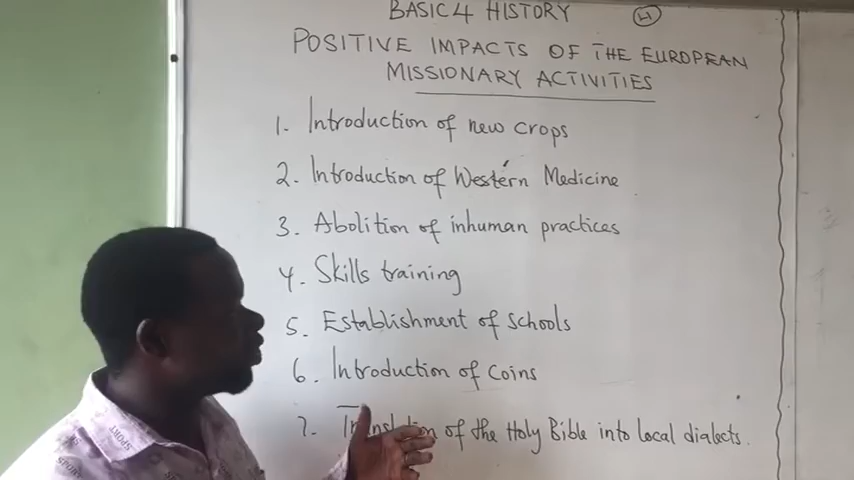 BASIC 4 HISTORY
H
POSITIVE IMPACTS OF THE EUROPEAN
MISSIONARY ACTIVITIES
1. Introduction of new crops
2. Introduction of Western Medicine
3. Abolition of inhuman practices
4. Skills training
5. Establishment of schools
6. Introduction of coins
7. Translation of the Holy Bible into local dialects.
SPORT